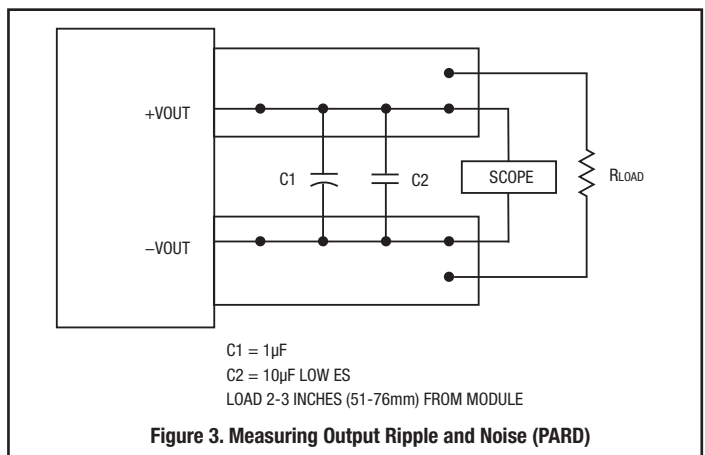 +VOUT
C1
C2
SCOPE
RLOAD
−VOUT
C1 = 1µF
C2 = 10µF LOW ES
LOAD 2-3 INCHES (51-76mm) FROM MODULE
Figure 3. Measuring Output Ripple and Noise (PARD)